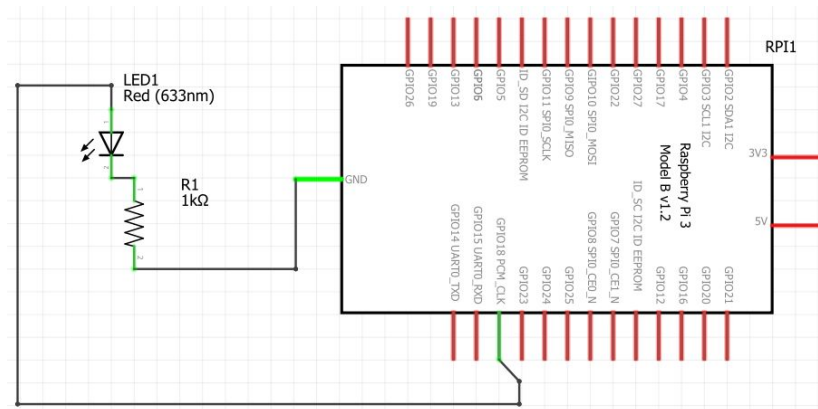 LED1
Red (633nm)
1
2
R1
1kΩ
1
2
RPI1
GPIO26
GPIO19
GPIO13
GPIO6
GPIO5
ID_SD I2C ID EEPROM
GPIO11 SPI0_SCLK
GPIO9 SPI0_MISO
GIPO10 SPI0_MOSI
GPIO22
GPIO27
GPIO17
GPIO4
GPIO3 SCL1 I2C
GPIO2 SDA1 I2C
3V3
5V
GND
Raspberry Pi 3
Model B v1.2
GPIO14 UART0_TXD
GPIO15 UART0_RXD
GPIO18 PCM_CLK
GPIO23
GPIO24
GPIO25
GPIO8 SPI0_CE0_N
GPIO7 SPI0_CE1_N
ID_SC I2C ID EEPROM
GPIO12
GPIO16
GPIO20
GPIO21